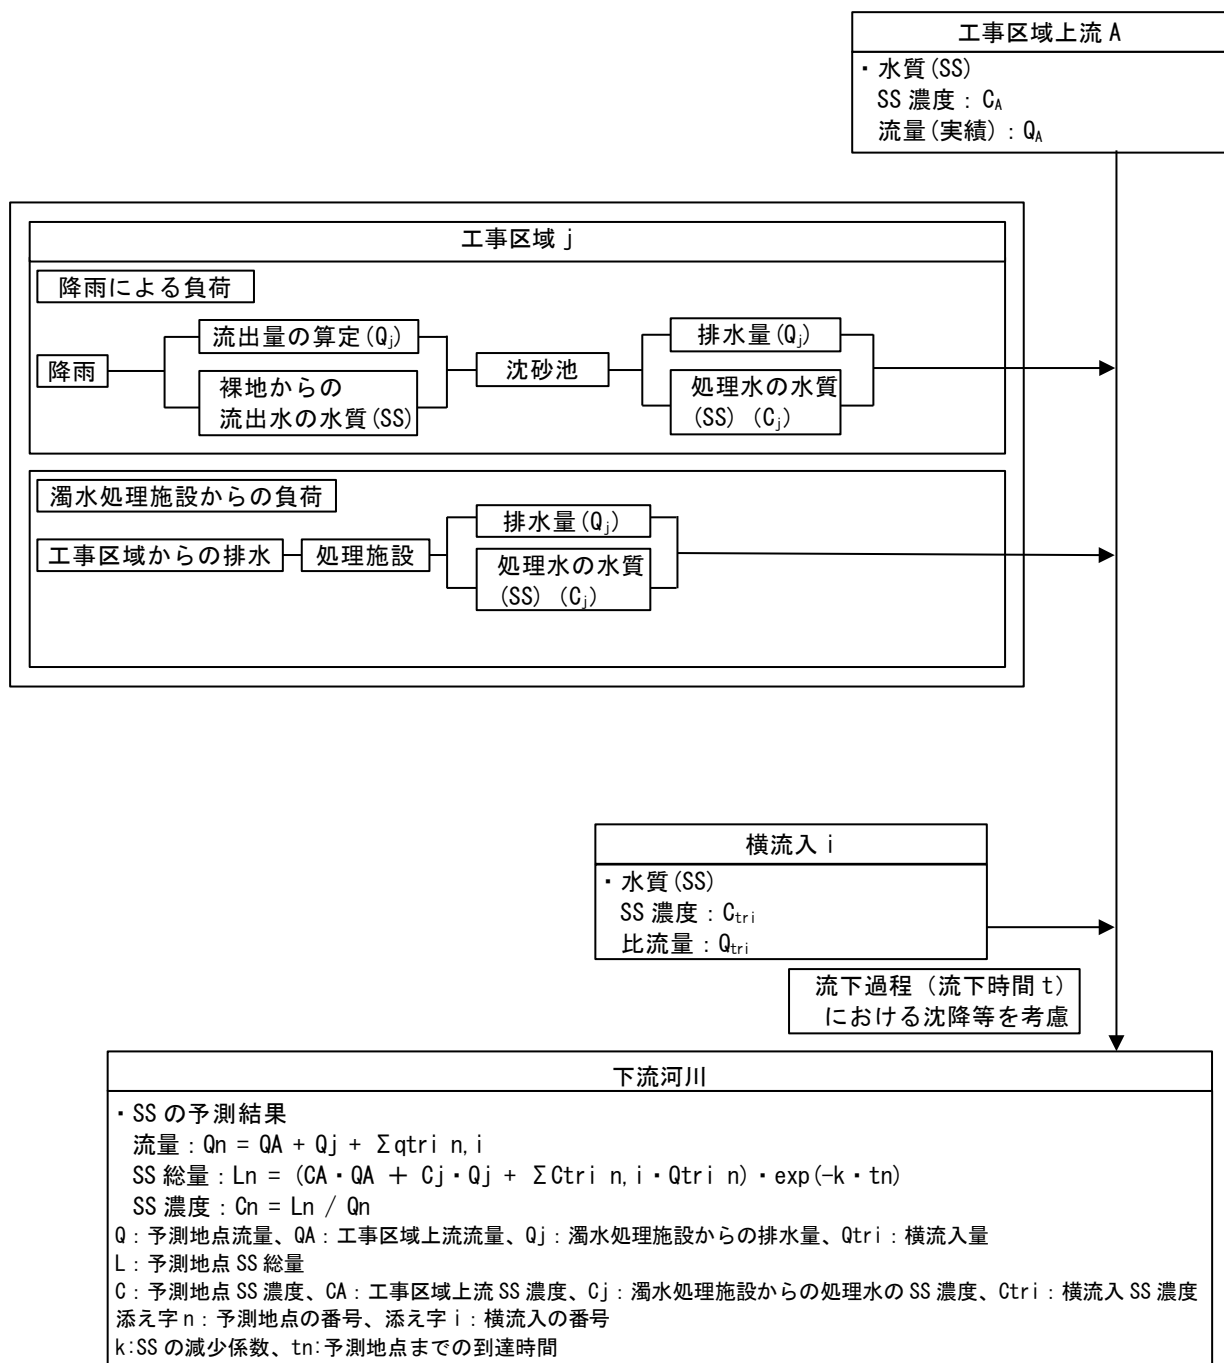 工事区域上流 A
・水質(SS)
SS 濃度：CA
流量(実績)：QA
工事区域 j
降雨による負荷
降雨
流出量の算定(Qj)
裸地からの
流出水の水質(SS)
沈砂池
排水量(Qj)
処理水の水質
(SS) (Cj)
濁水処理施設からの負荷
工事区域からの排水
処理施設
排水量(Qj)
処理水の水質
(SS) (Cj)
横流入 i
・水質(SS)
SS 濃度：Ctri
比流量：Qtri
流下過程（流下時間 t）
における沈降等を考慮
下流河川
・SS の予測結果
流量：Qn = QA + Qj + Σqtri n,i
SS 総量：Ln = (CA・QA ＋ Cj・Qj + ΣCtri n,i・Qtri n)・exp(-k・tn)
SS 濃度：Cn = Ln / Qn
Q：予測地点流量、QA：工事区域上流流量、Qj：濁水処理施設からの排水量、Qtri：横流入量
L：予測地点 SS 総量
C：予測地点 SS 濃度、CA：工事区域上流 SS 濃度、Cj：濁水処理施設からの処理水の SS 濃度、Ctri：横流入 SS 濃度
添え字 n：予測地点の番号、添え字 i：横流入の番号
k:SS の減少係数、tn:予測地点までの到達時間